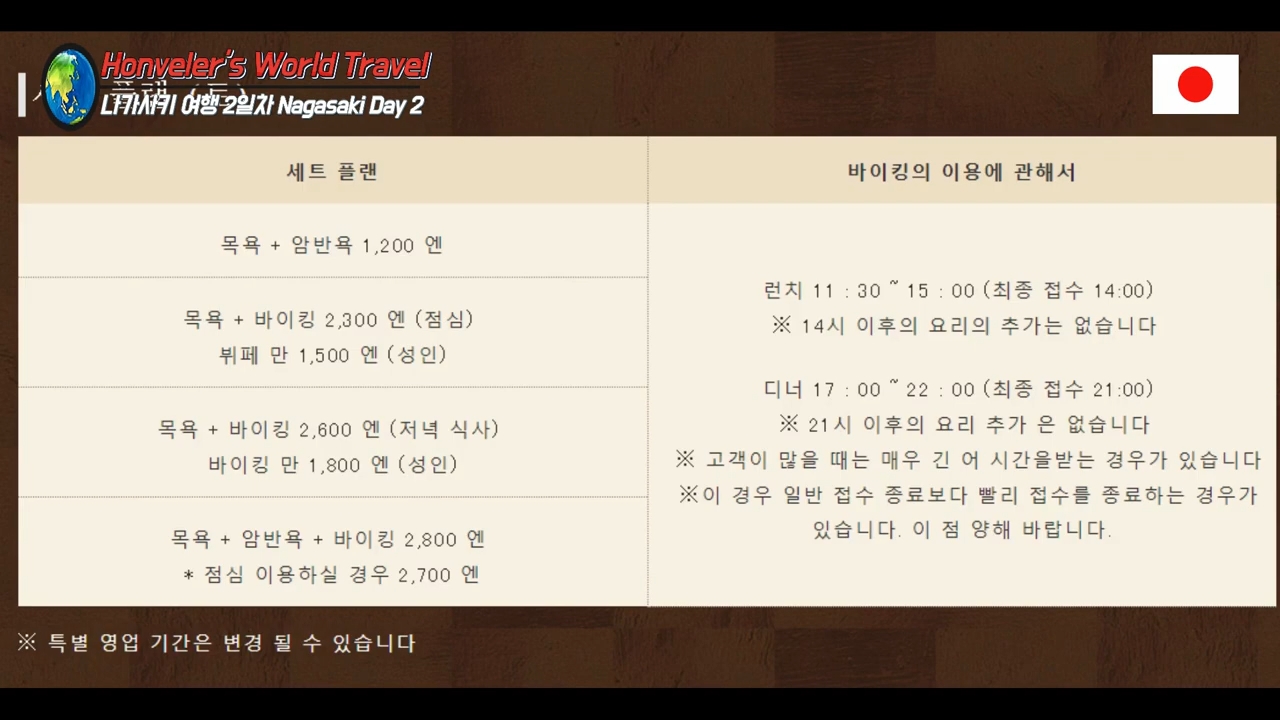 Honveler's World Travel
나가사키 여행 2일차 Nagasaki Day 2
세트 플랜
목욕 + 암반욕 1,200 엔
목욕 + 바이킹 2,300 엔 (점심)
뷔페 만 1,500 엔 (성인)
목욕 + 바이킹 2,600 엔 (저녁 식사)
바이킹 만 1,800 엔 (성인)
목욕 + 암반욕 + 바이킹 2,800 엔
* 점심 이용하실 경우 2,700 엔
바이킹의 이용에 관해서
런치 11 : 30 ~ 15 : 00 (최종 접수 14:00)
※ 14시 이후의 요리의 추가는 없습니다
디너 17 : 00 ~ 22 : 00 (최종 접수 21:00)
※ 21시 이후의 요리 추가 은 없습니다
※ 고객이 많을 때는 매우 긴 어 시간을받는 경우가 있습니다
※이 경우 일반 접수 종료보다 빨리 접수를 종료하는 경우가
있습니다. 이 점 양해 바랍니다.
※ 특별 영업 기간은 변경 될 수 있습니다